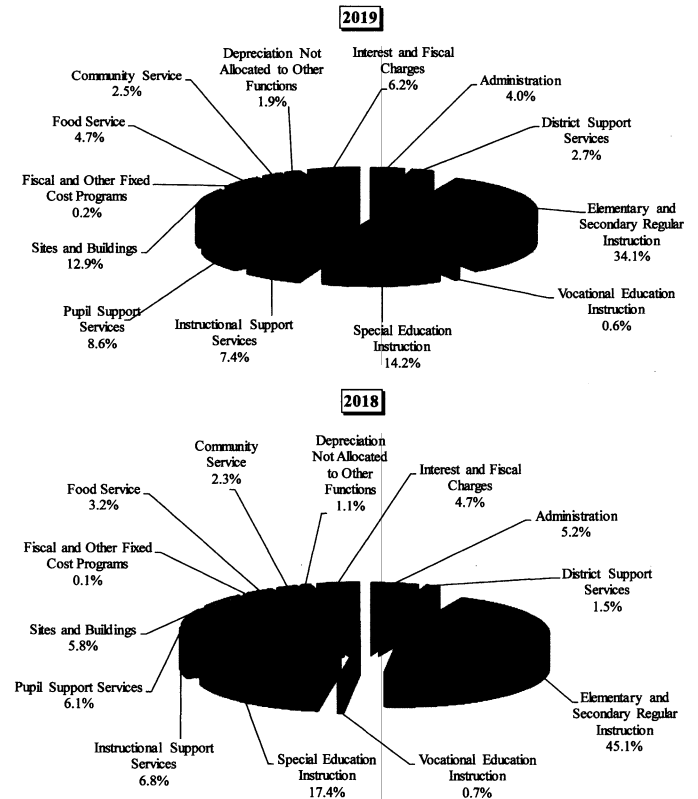 2019
Depreciation Not
Allocated to Other
Functions
1.9%
Interest and Fiscal
Charges
6.2%
Community Service
2.5%
Administration
4.0%
Food Service
4.7%
District Support
Services
2.7%
Fiscal and Other Fixed
Cost Programs
0.2%
Elementary and
Secondary Regular
Instruction
34.1%
Sites and Buildings
12.9%
Vocational Education
Instruction
0.6%
Pupil Support
Services
8.6%
Instructional Support
Services
7.4%
Special Education
Instruction
14.2%
2018
Community
Service
2.3%
Depreciation
Not Allocated
to Other
Functions
1.1%
Interest and Fiscal
Charges
4.7%
Food Service
3.2%
Administration
5.2%
Fiscal and Other Fixed
Cost Programs
0.1%
District Support
Services
1.5%
Sites and Buildings
5.8%
Pupil Support Services
6.1%
Elementary and
Secondary Regular
Instruction
45.1%
Instructional Support
Services
6.8%
Special Education
Instruction
17.4%
Vocational Education
Instruction
0.7%